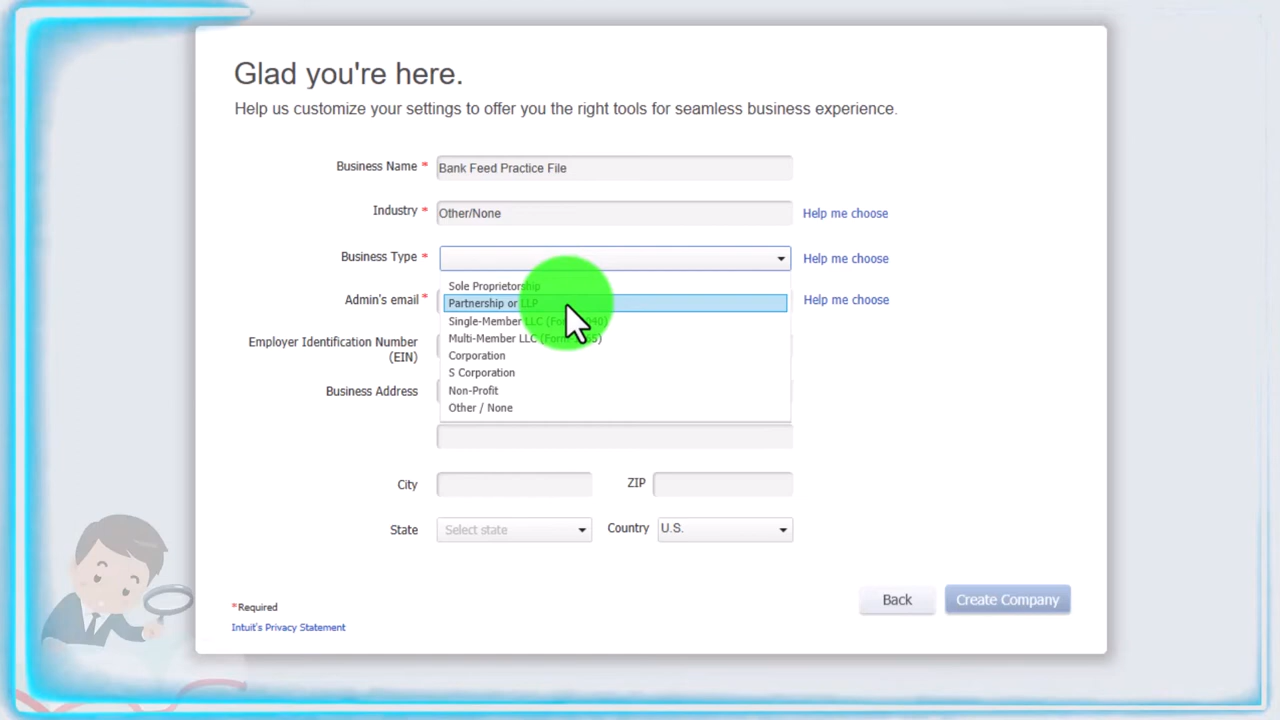 Glad you're here.
Help us customize your settings to offer you the right tools for seamless business experience.
Business Name * Bank Feed Practice File
Industry * Other/None Help me choose
Business Type * Help me choose
Sole Proprietorship
Admin's email * Partnership or LLP Help me choose
Single-Member LLC (Form 1040)
Employer Identification Number
(EIN)
Multi-Member LLC (Form 1065)
Corporation
S Corporation
Business Address Non-Profit
Other / None
City ZIP
State Select state Country U.S.
*Required
Intuit's Privacy Statement
Back Create Company